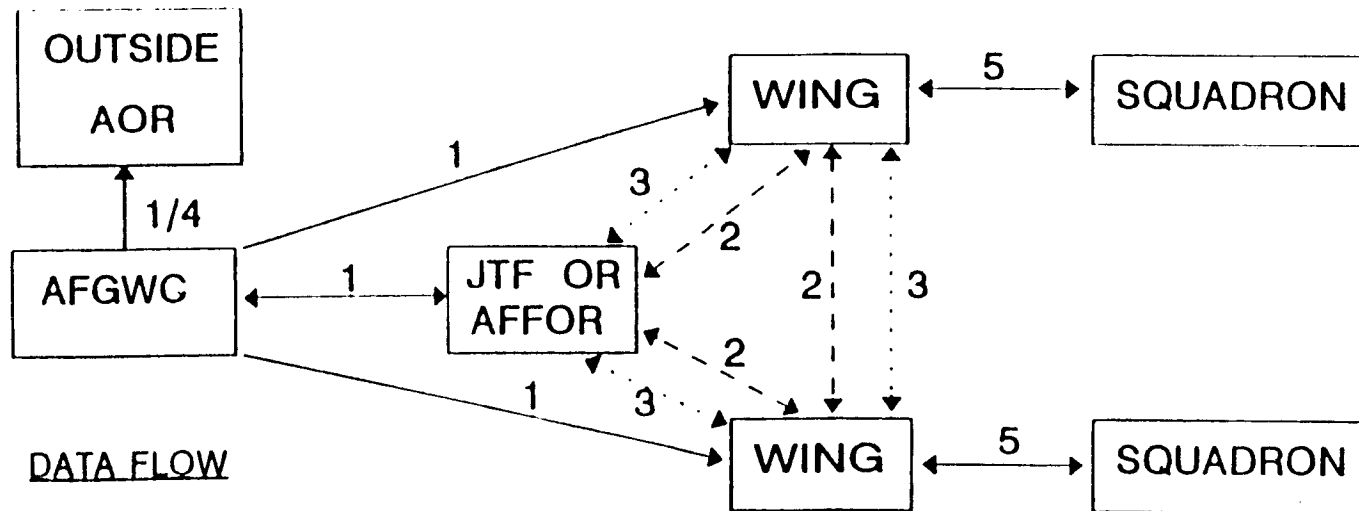 OUTSIDE
AOR
1/4
AFGWC
1
1
1
JTF OR
AFFOR
3
2
2
3
WING
5
SQUADRON
2
3
WING
5
SQUADRON
DATA FLOW